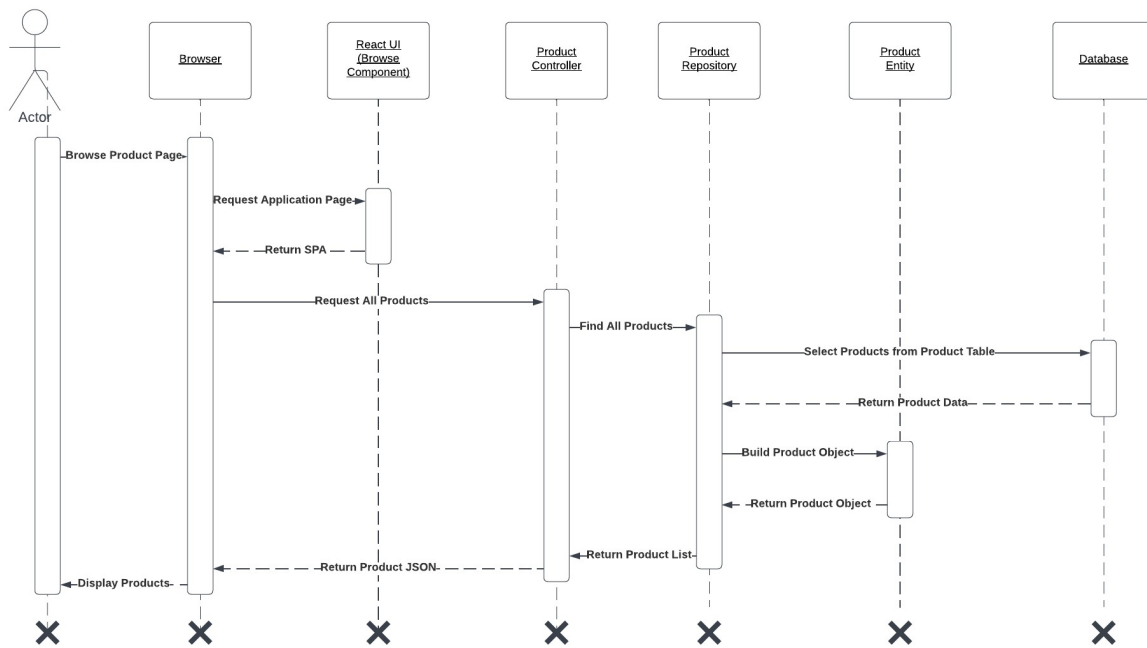 Browser
React UI
(Browse
Component)
Product
Controller
Product
Repository
Product
Entity
Database
Actor
Browse Product Page
Request Application Page
Return SPA
Request All Products
Find All Products
Select Products from Product Table
Return Product Data
Build Product Object
Return Product Object
Return Product List
Return Product JSON
Display Products